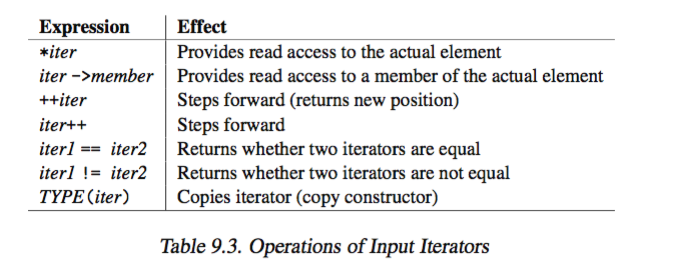 Expression Effect
*iter Provides read access to the actual element
iter ->member Provides read access to a member of the actual element
++iter Steps forward (returns new position)
iter++ Steps forward
iter1 == iter2 Returns whether two iterators are equal
iter1 != iter2 Returns whether two iterators are not equal
TYPE(iter) Copies iterator (copy constructor)
Table 9.3. Operations of Input Iterators